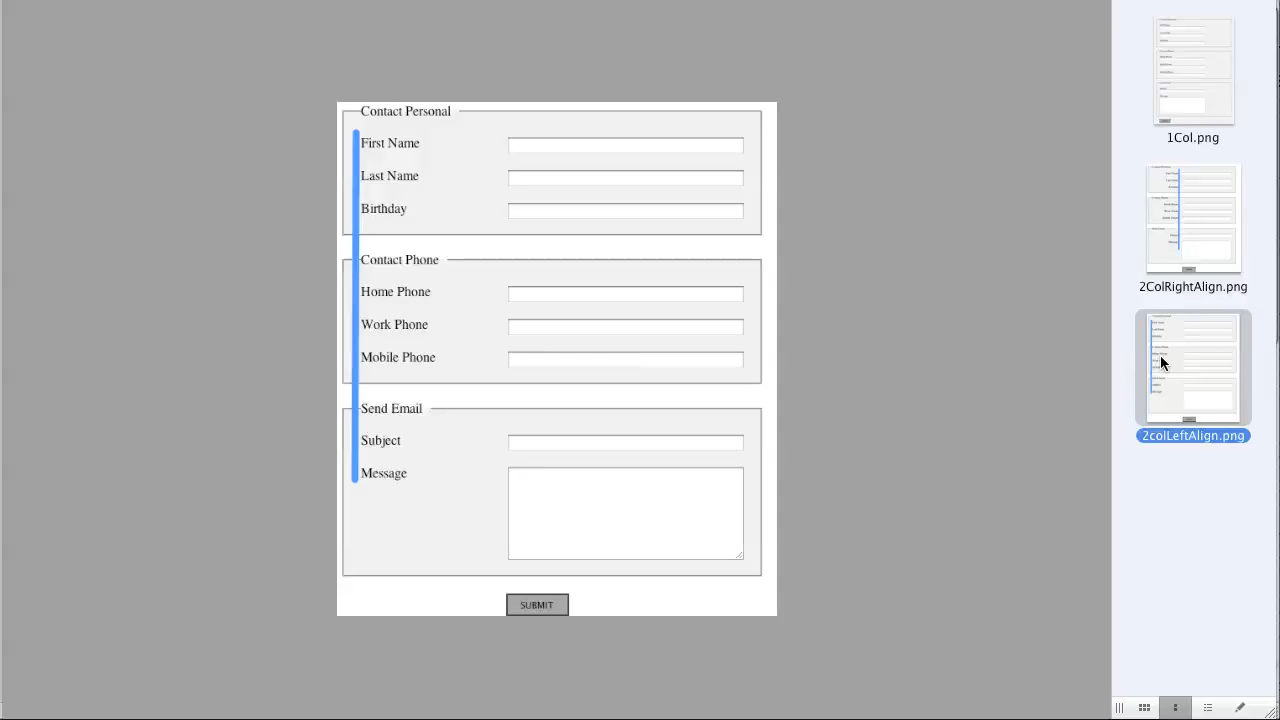 Contact Personal
First Name
Last Name
Birthday
Contact Phone
Home Phone
Work Phone
Mobile Phone
Send Email
Subject
Message
SUBMIT
1Col.png
2ColRightAlign.png
2colLeftAlign.png